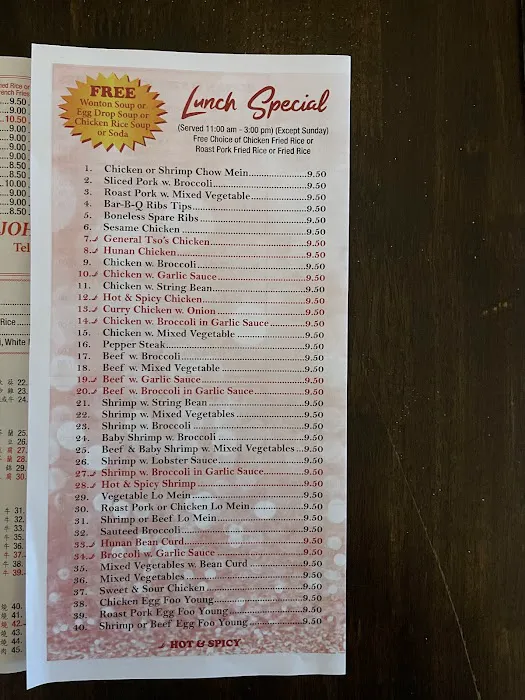 FREE
Wonton Soup or
Egg Drop Soup or
Chicken Rice Soup
or Soda
Lunch Special
(Served 11:00 am - 3:00 pm) (Except Sunday)
Free Choice of Chicken Fried Rice or
Roast Pork Fried Rice or Fried Rice
1. Chicken or Shrimp Chow Mein 9.50
2. Sliced Pork w. Broccoli 9.50
3. Roast Pork w. Mixed Vegetable 9.50
4. Bar-B-Q Ribs Tips 9.50
5. Boneless Spare Ribs 9.50
6. Sesame Chicken 9.50
7. General Tso's Chicken 9.50
8. Hunan Chicken 9.50
9. Chicken w. Broccoli 9.50
10. Chicken w. Garlic Sauce 9.50
11. Chicken w. String Bean 9.50
12. Hot & Spicy Chicken 9.50
13. Curry Chicken w. Onion 9.50
14. Chicken w. Broccoli in Garlic Sauce 9.50
15. Chicken w. Mixed Vegetable 9.50
16. Pepper Steak 9.50
17. Beef w. Broccoli 9.50
18. Beef w. Mixed Vegetable 9.50
19. Beef w. Garlic Sauce 9.50
20. Beef w. Broccoli in Garlic Sauce 9.50
21. Shrimp w. String Bean 9.50
22. Shrimp w. Mixed Vegetables 9.50
23. Shrimp w. Broccoli 9.50
24. Baby Shrimp w. Broccoli 9.50
25. Beef & Baby Shrimp w. Mixed Vegetables 9.50
26. Shrimp w. Lobster Sauce 9.50
27. Shrimp w. Broccoli in Garlic Sauce 9.50
28. Hot & Spicy Shrimp 9.50
29. Vegetable Lo Mein 9.50
30. Roast Pork or Chicken Lo Mein 9.50
31. Shrimp or Beef Lo Mein 9.50
32. Sauteed Broccoli 9.50
33. Hunan Bean Curd 9.50
34. Broccoli w. Garlic Sauce 9.50
35. Mixed Vegetables w. Bean Curd 9.50
36. Mixed Vegetables 9.50
37. Sweet & Sour Chicken 9.50
38. Chicken Egg Foo Young 9.50
39. Roast Pork Egg Foo Young 9.50
40. Shrimp or Beef Egg Foo Young 9.50
HOT & SPICY